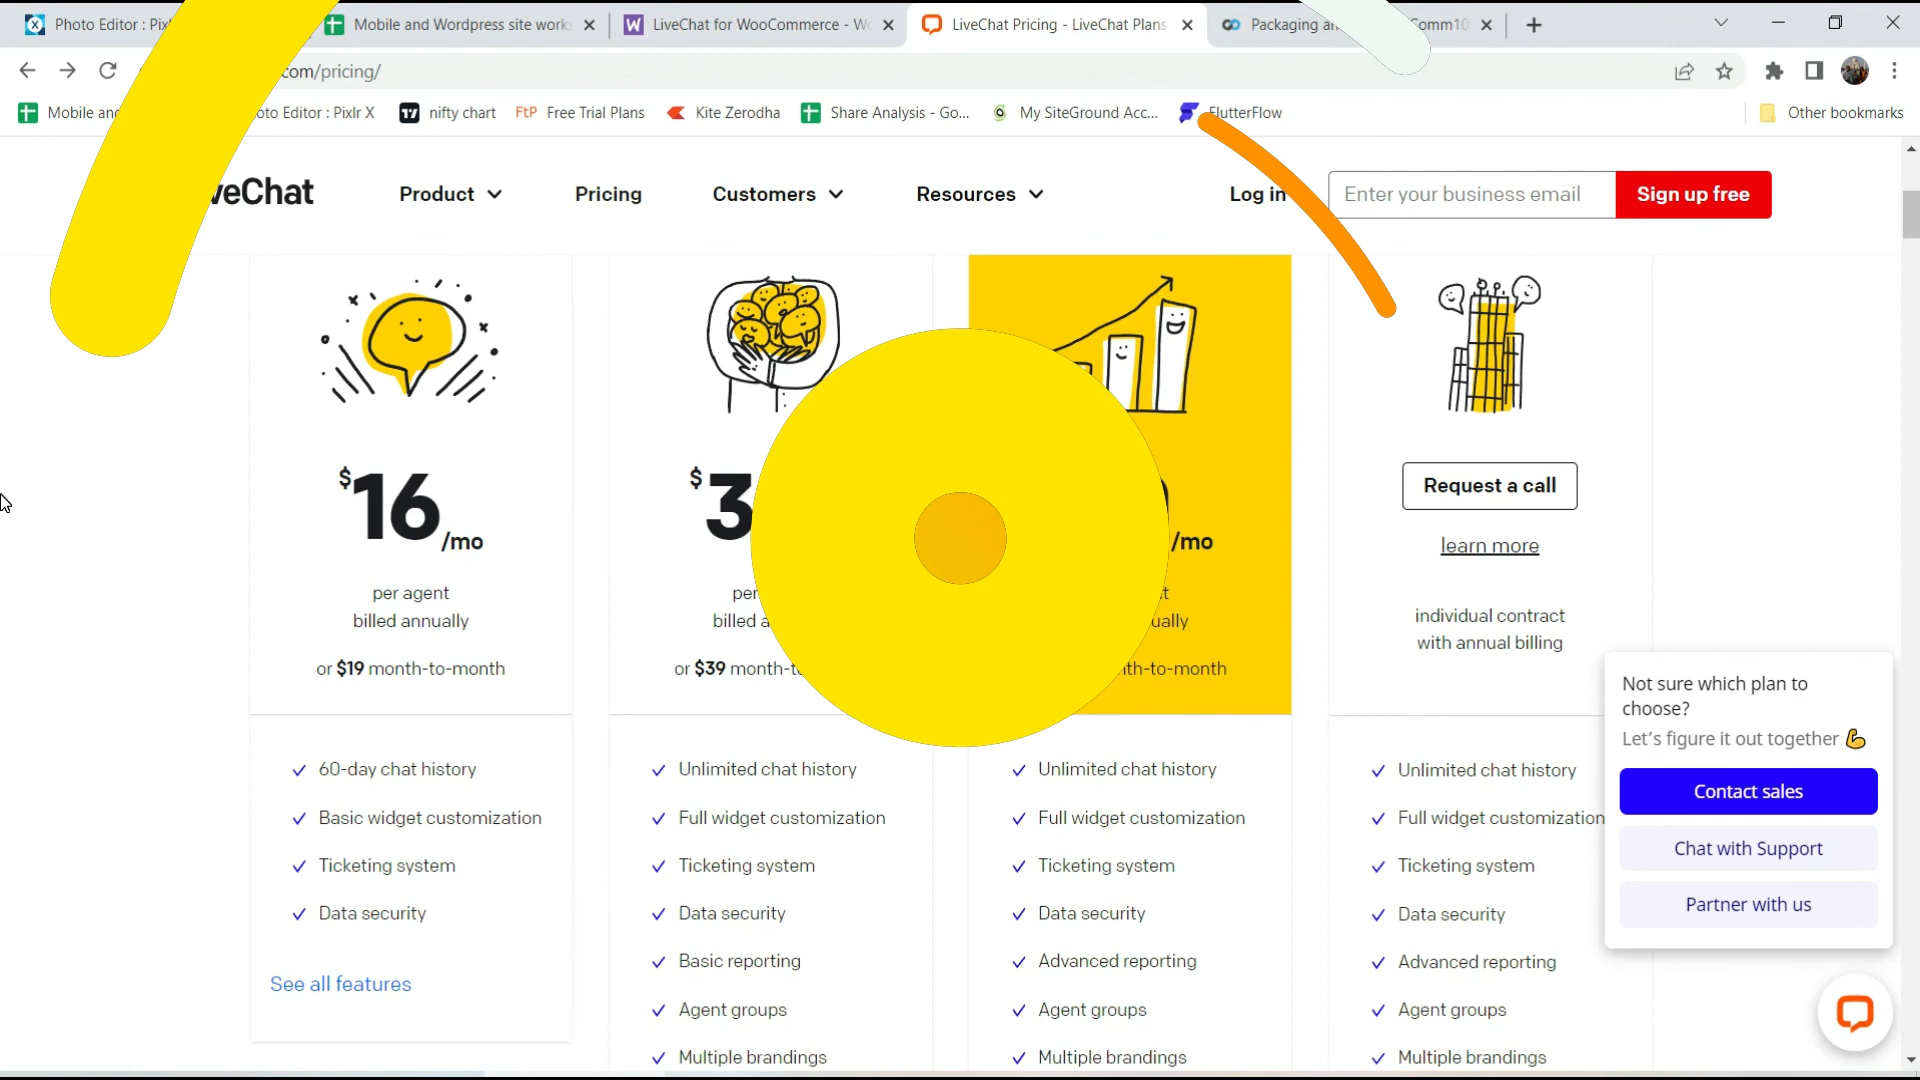 Photo Editor : Pix
Mobile and Wordpress site works
LiveChat for WooCommerce - Wo
LiveChat Pricing - LiveChat Plans
Packaging an
omm10
com/pricing/
Mobile and
oto Editor : Pixlr X
nifty chart
FtP Free Trial Plans
Kite Zerodha
Share Analysis - Go...
My SiteGround Acc...
FlutterFlow
Other bookmarks
veChat
Product
Pricing
Customers
Resources
Log in
Enter your business email
Sign up free
$16/mo
per agent
billed annually
or $19 month-to-month
60-day chat history
Basic widget customization
Ticketing system
Data security
See all features
$3
per
billed a
or $39 month-t
Unlimited chat history
Full widget customization
Ticketing system
Data security
Basic reporting
Agent groups
Multiple brandings
/mo
t
ually
th-to-month
Unlimited chat history
Full widget customization
Ticketing system
Data security
Advanced reporting
Agent groups
Multiple brandings
Request a call
learn more
individual contract
with annual billing
Unlimited chat history
Full widget customization
Ticketing system
Data security
Advanced reporting
Agent groups
Multiple brandings
Not sure which plan to
choose?
Let's figure it out together 💪
Contact sales
Chat with Support
Partner with us